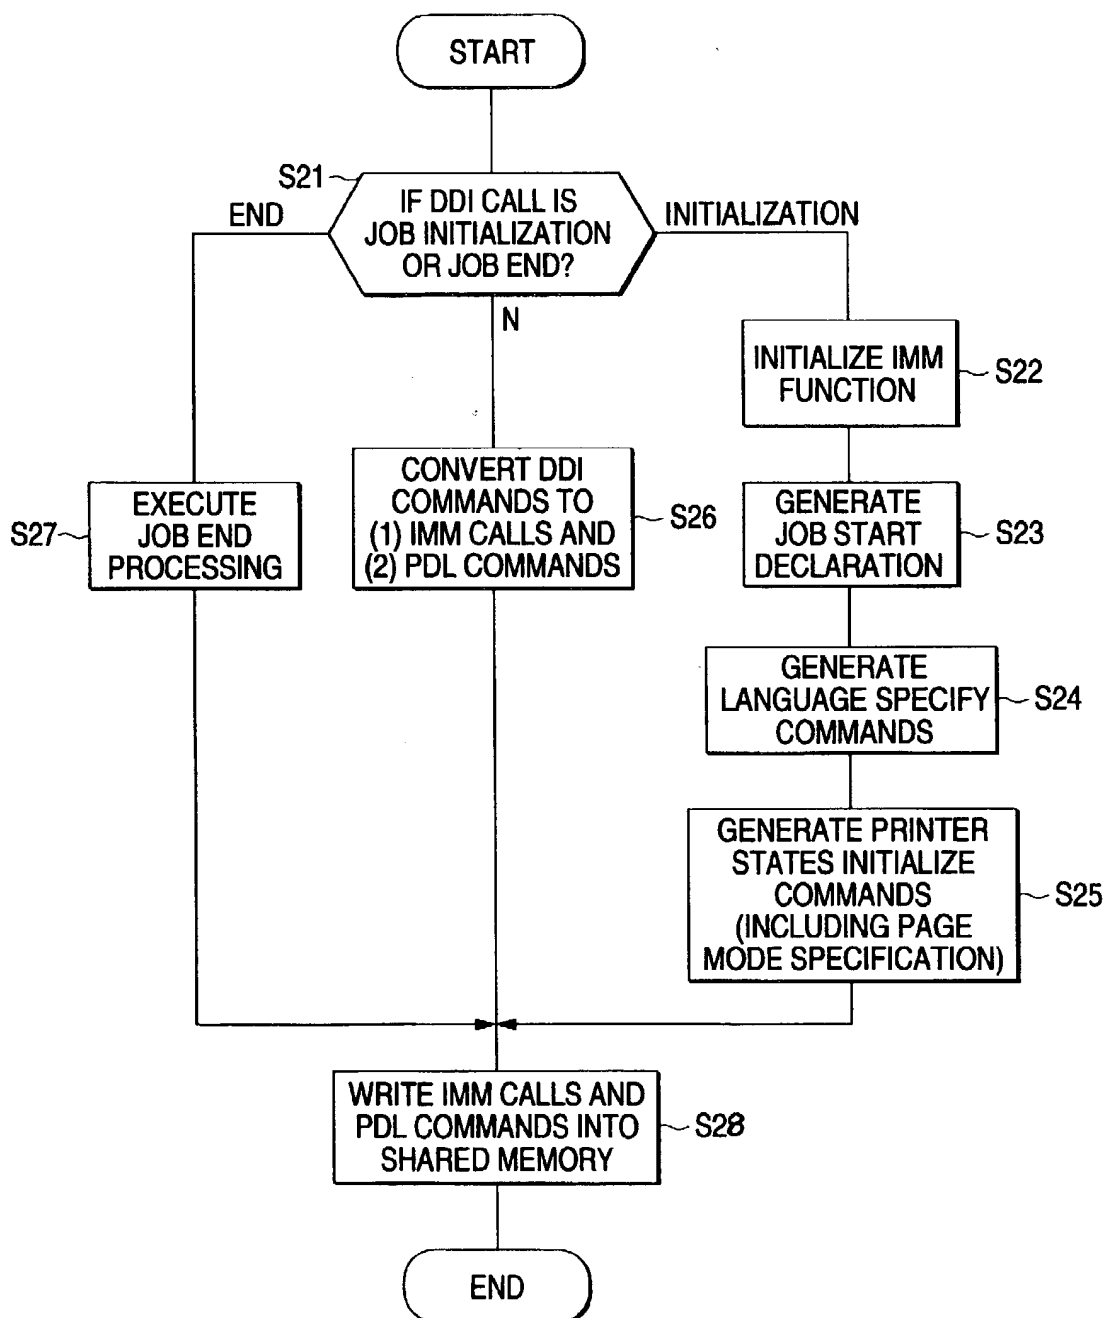 START
S21
IF DDI CALL IS
JOB INITIALIZATION
OR JOB END?
END
INITIALIZATION
N
INITIALIZE IMM
FUNCTION
S22
CONVERT DDI
COMMANDS TO
(1) IMM CALLS AND
(2) PDL COMMANDS
S26
EXECUTE
JOB END
PROCESSING
S27
GENERATE
JOB START
DECLARATION
S23
GENERATE
LANGUAGE SPECIFY
COMMANDS
S24
GENERATE PRINTER
STATES INITIALIZE
COMMANDS
(INCLUDING PAGE
MODE SPECIFICATION)
S25
WRITE IMM CALLS AND
PDL COMMANDS INTO
SHARED MEMORY
S28
END